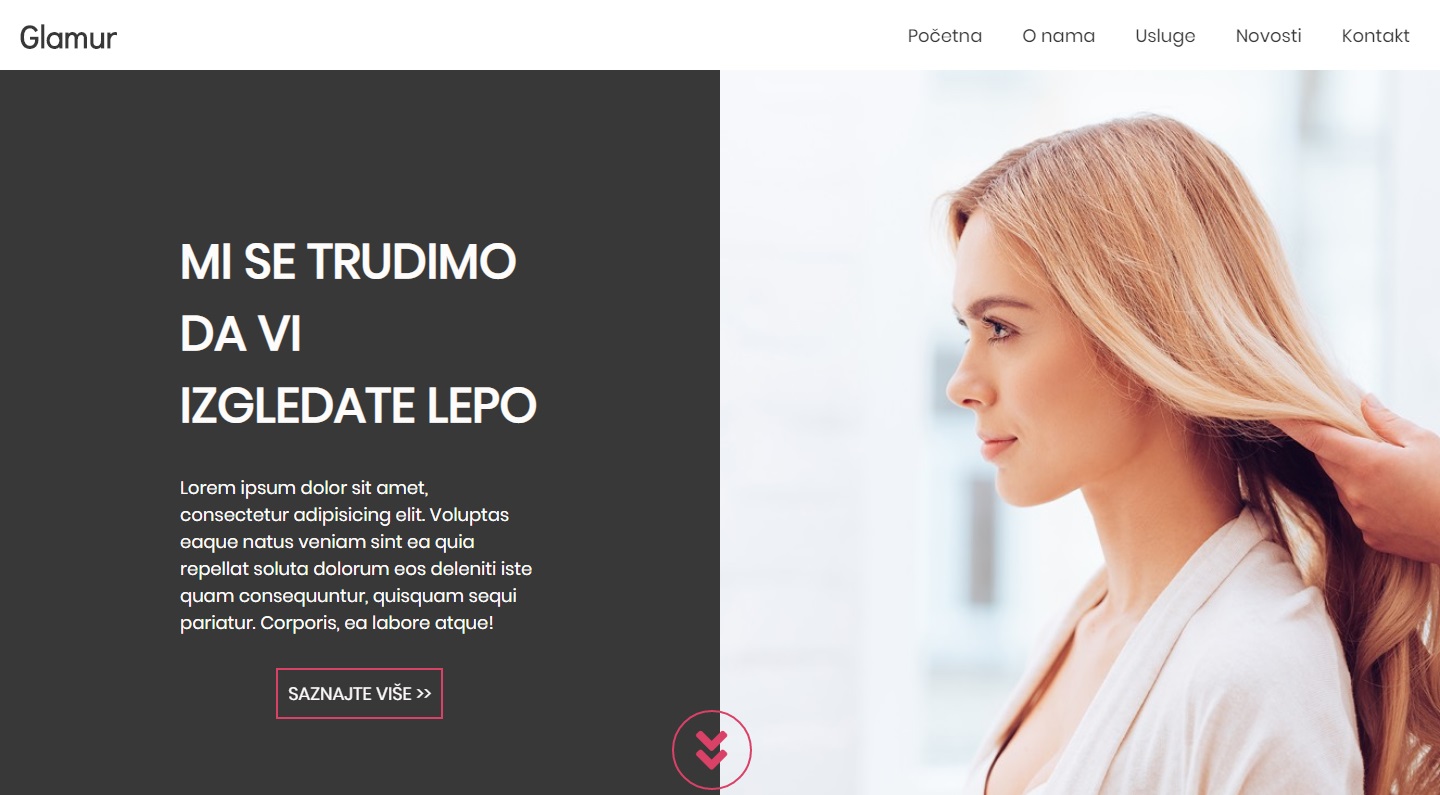 Glamur
Početna
O nama
Usluge
Novosti
Kontakt
MI SE TRUDIMO
DA VI
IZGLEDATE LEPO
Lorem ipsum dolor sit amet,
consectetur adipisicing elit. Voluptas
eaque natus veniam sint ea quia
repellat soluta dolorum eos deleniti iste
quam consequuntur, quisquam sequi
pariatur. Corporis, ea labore atque!
SAZNAJTE VIŠE >>